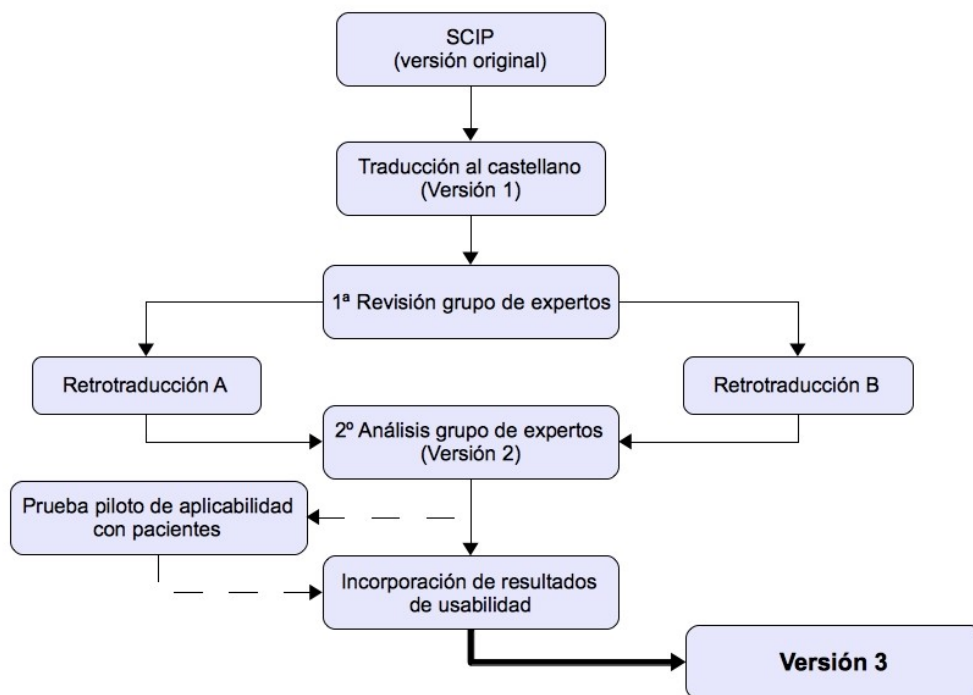 SCIP
(versión original)
Traducción al castellano
(Versión 1)
1ª Revisión grupo de expertos
Retrotraducción A
Retrotraducción B
2º Análisis grupo de expertos
(Versión 2)
Prueba piloto de aplicabilidad
con pacientes
Incorporación de resultados
de usabilidad
Versión 3